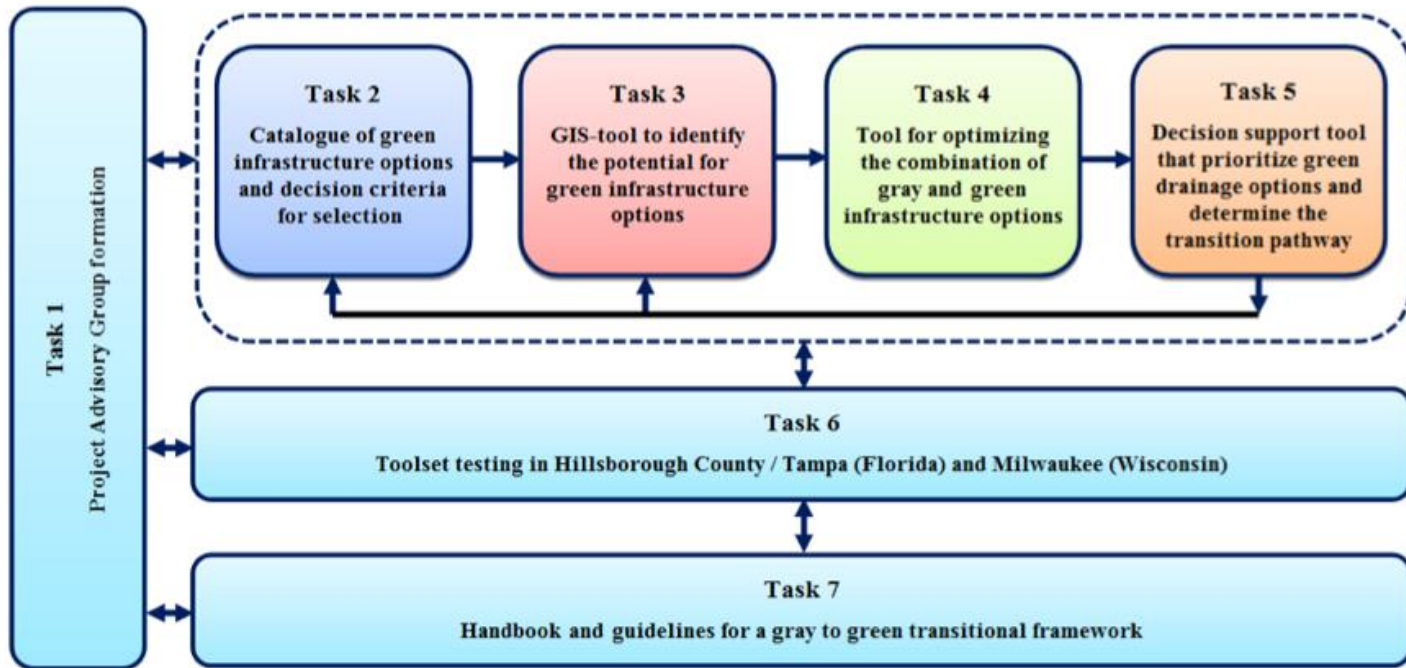 Task 1
Project Advisory Group formation
Task 2
Catalogue of green
infrastructure options
and decision criteria
for selection
Task 3
GIS-tool to identify
the potential for
green infrastructure
options
Task 4
Tool for optimizing
the combination of
gray and green
infrastructure options
Task 5
Decision support tool
that prioritize green
drainage options and
determine the
transition pathway
Task 6
Toolset testing in Hillsborough County / Tampa (Florida) and Milwaukee (Wisconsin)
Task 7
Handbook and guidelines for a gray to green transitional framework